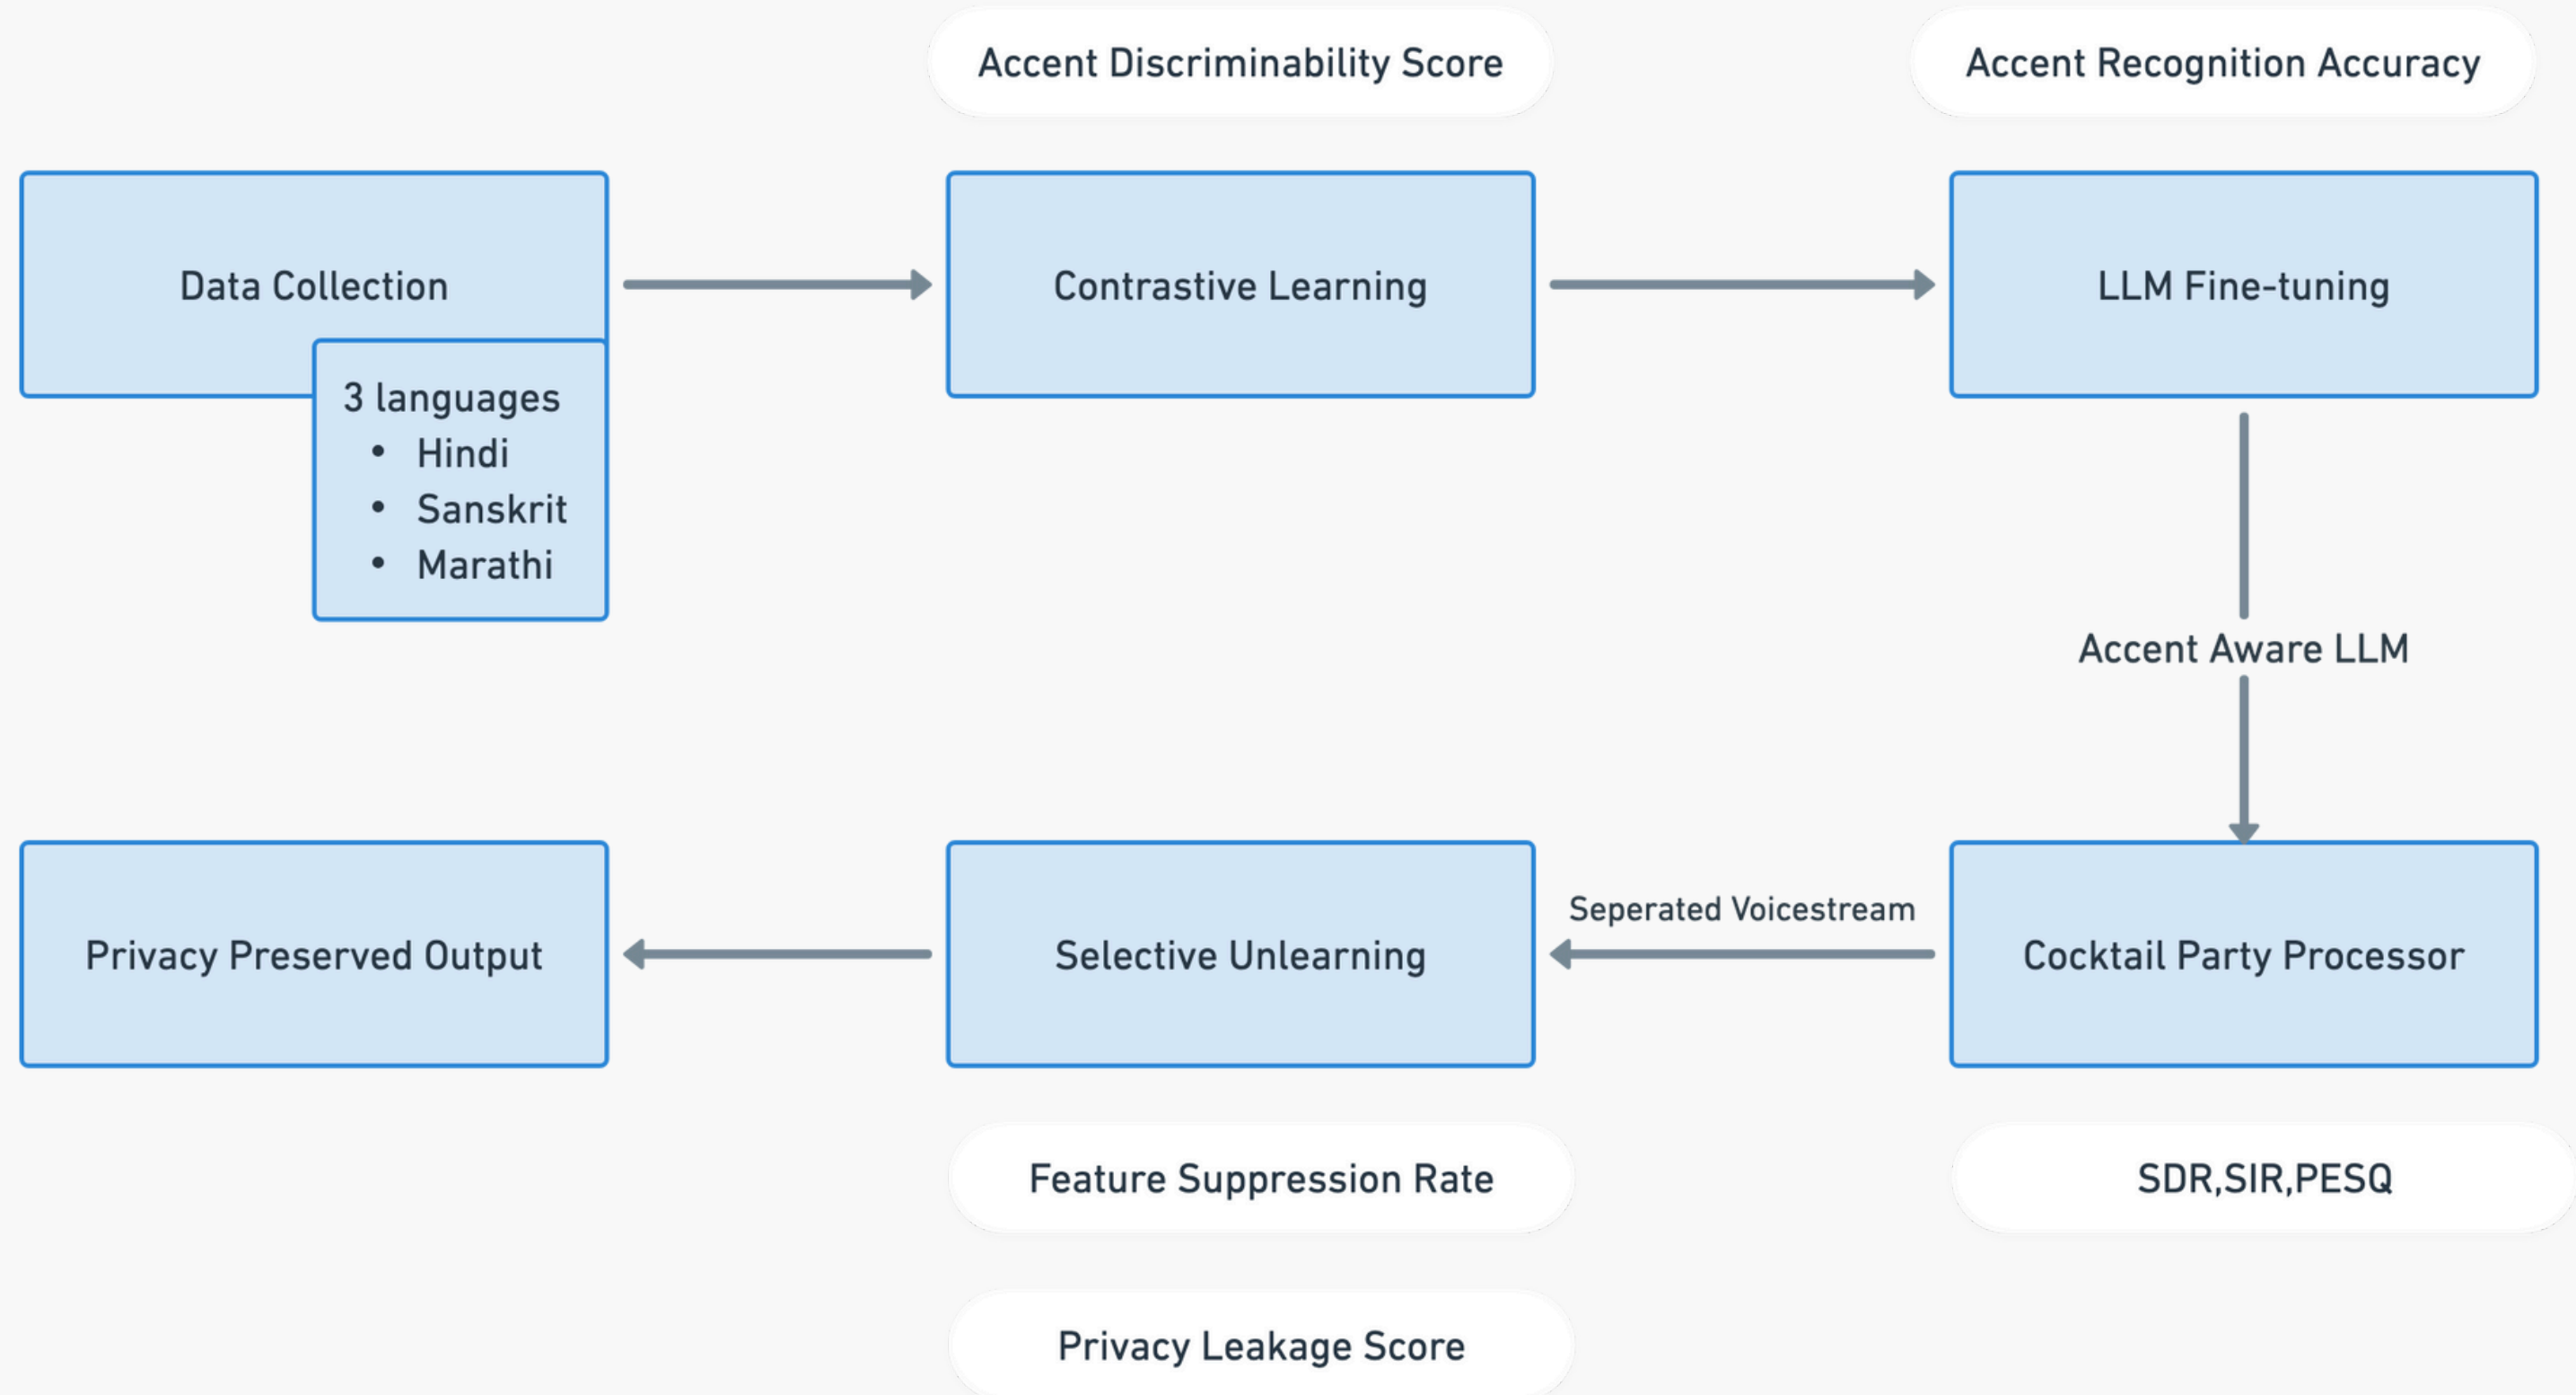 Accent Discriminability Score
Accent Recognition Accuracy
Data Collection
Contrastive Learning
LLM Fine-tuning
3 languages
• Hindi
• Sanskrit
• Marathi
Accent Aware LLM
Privacy Preserved Output
Selective Unlearning
Seperated Voicestream
Cocktail Party Processor
Feature Suppression Rate
SDR,SIR,PESQ
Privacy Leakage Score